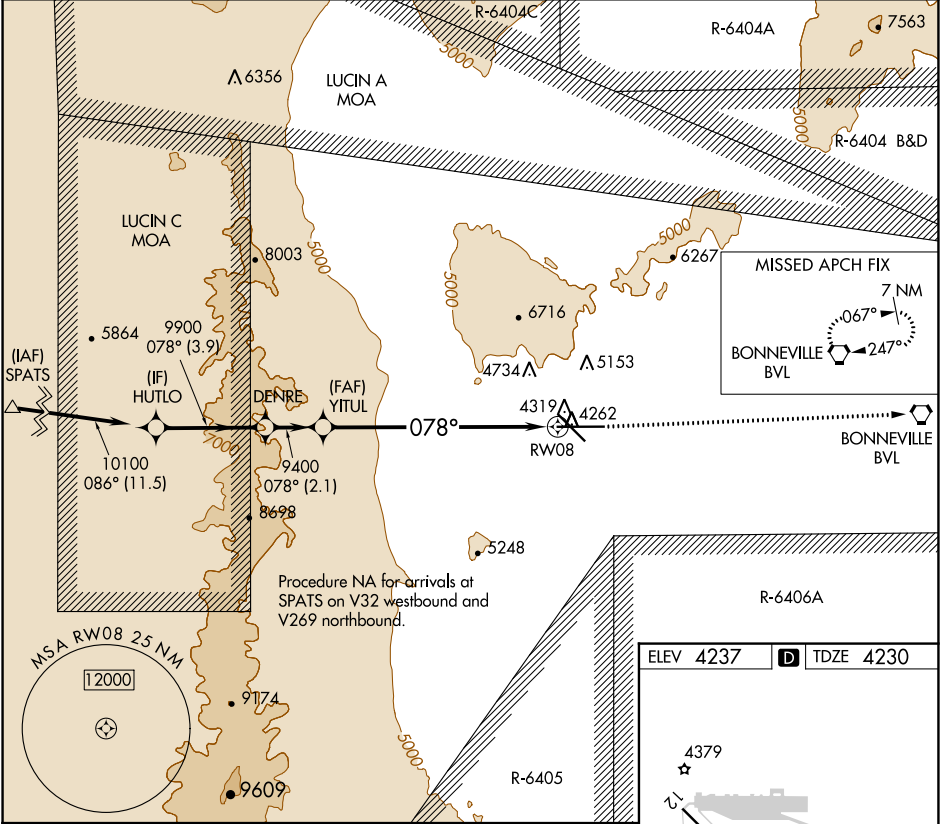 R-6404C
R-6404A
7563
5000
6356
LUCIN A
MOA
5000
R-6404 B&D
LUCIN C
MOA
8003
5000
5000
5000
6267
MISSED APCH FIX
7 NM
067°
247°
BONNEVILLE
BVL
6716
5864
9900
078° (3.9)
4734
5153
(IAF)
SPATS
(IF)
HUTLO
DENRE
(FAF)
YITUL
078°
4319
4262
RW08
BONNEVILLE
BVL
7000
10100
086° (11.5)
9400
078° (2.1)
8698
5248
Procedure NA for arrivals at
SPATS on V32 westbound and
V269 northbound.
R-6406A
MSA RW08 25 NM
12000
ELEV 4237
D
TDZE 4230
9174
5000
4379
R-6405
9609
12